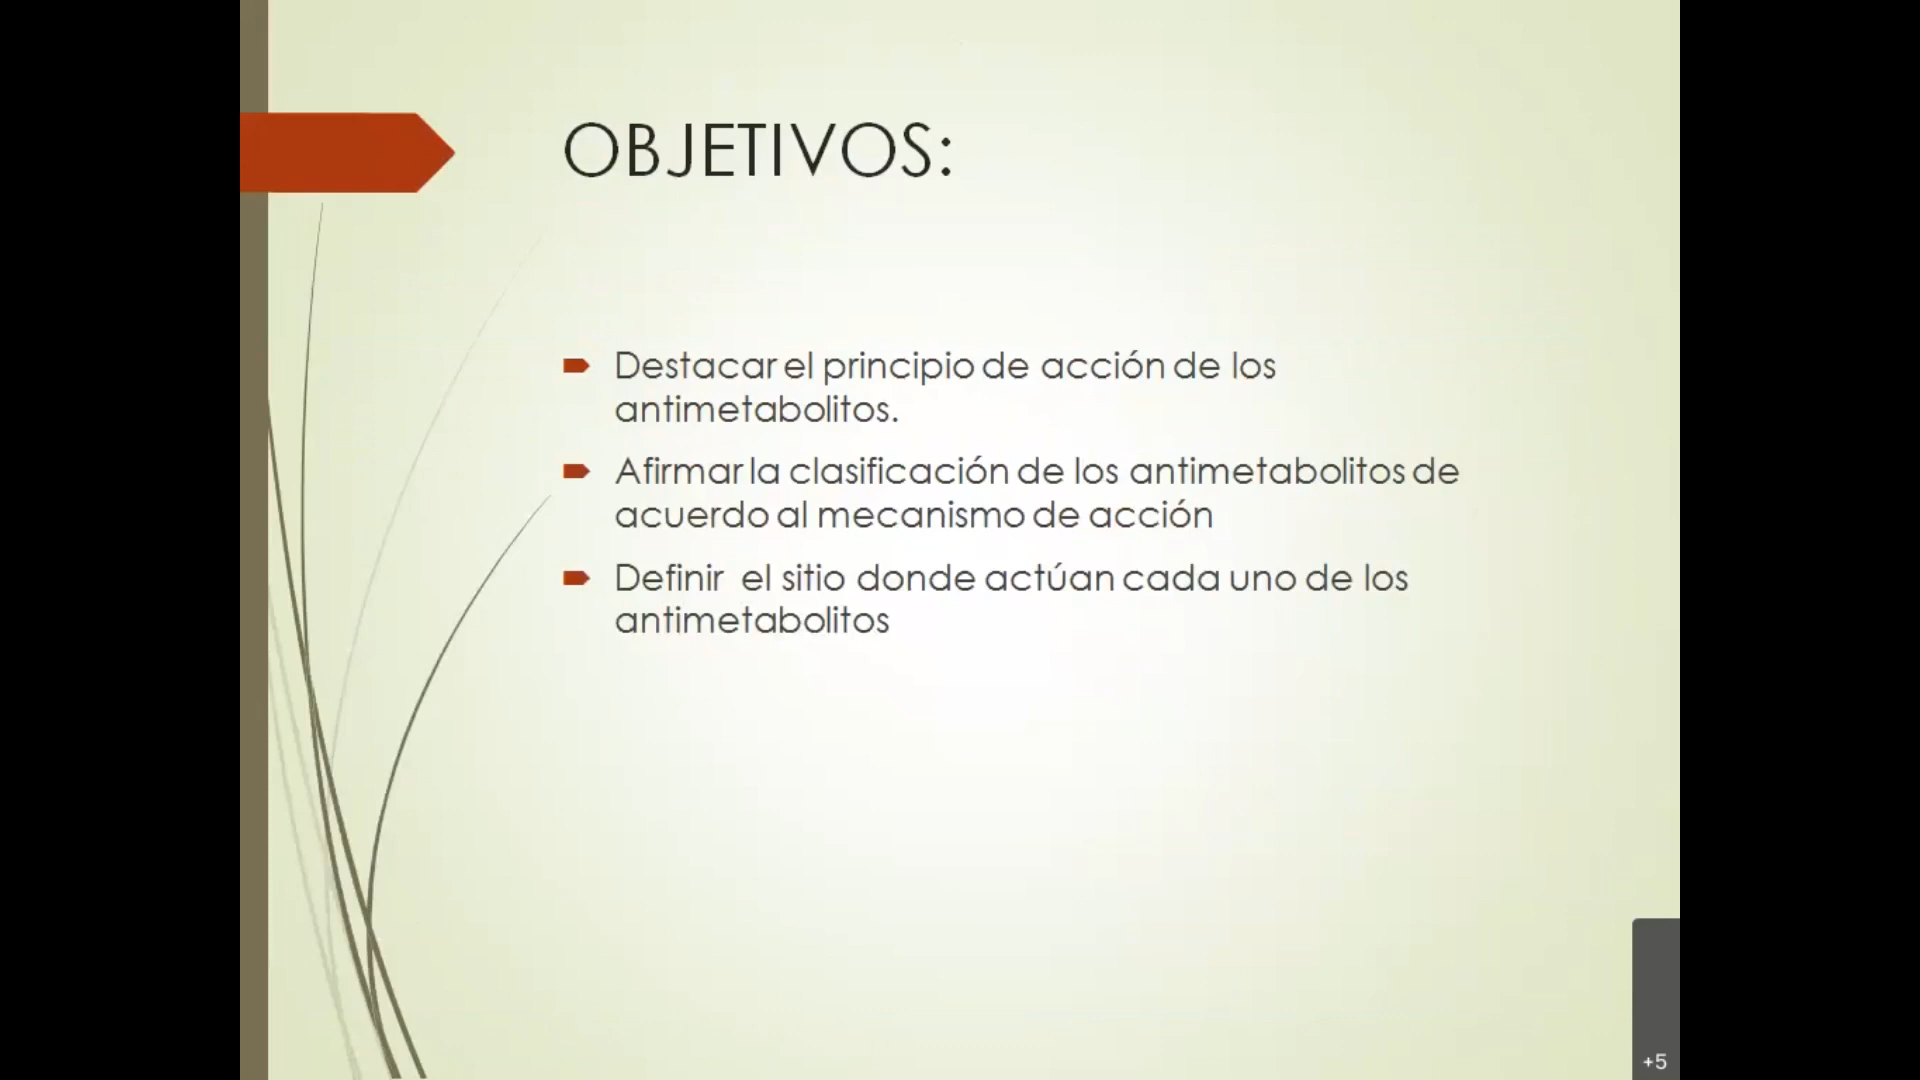 OBJETIVOS:
Destacar el principio de acción de los
antimetabolitos.
Afirmar la clasificación de los antimetabolitos de
acuerdo al mecanismo de acción
Definir el sitio donde actúan cada uno de los
antimetabolitos
+5